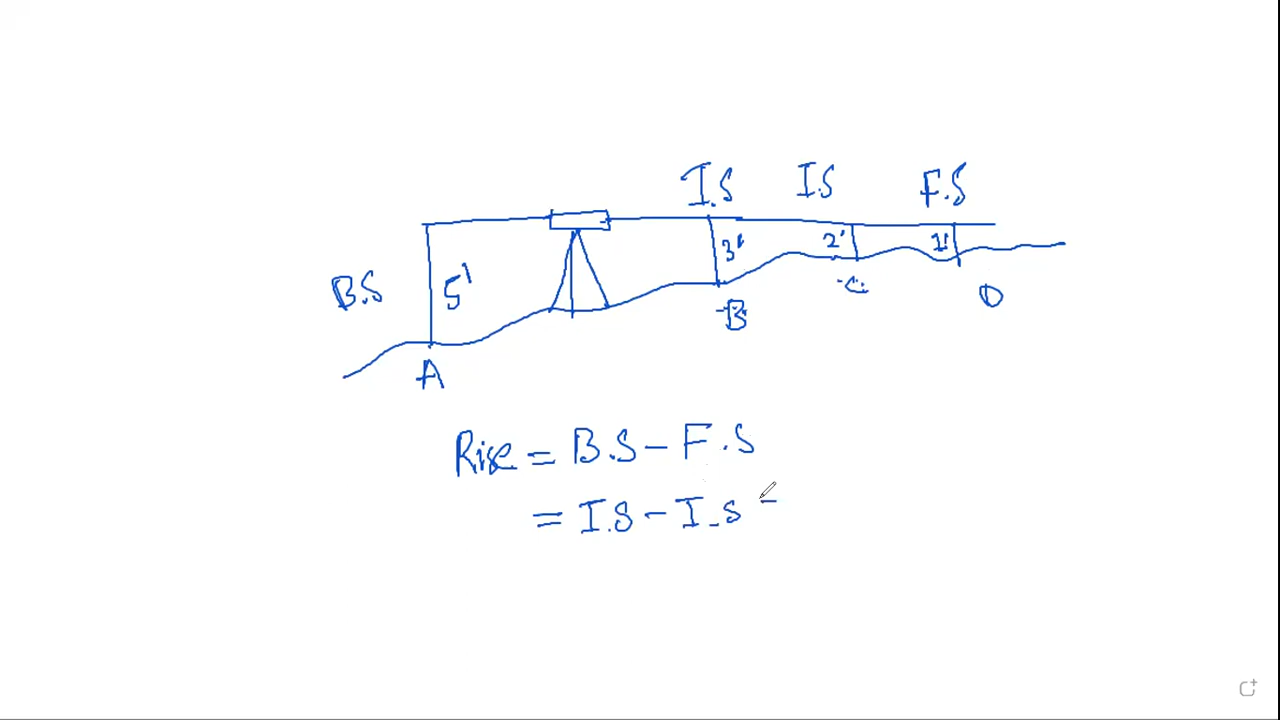 I.S I.S F.S
B.S 5' 3' 2' 1'
A B C D
Rise = B.S - F.S
= I.S - I.S =